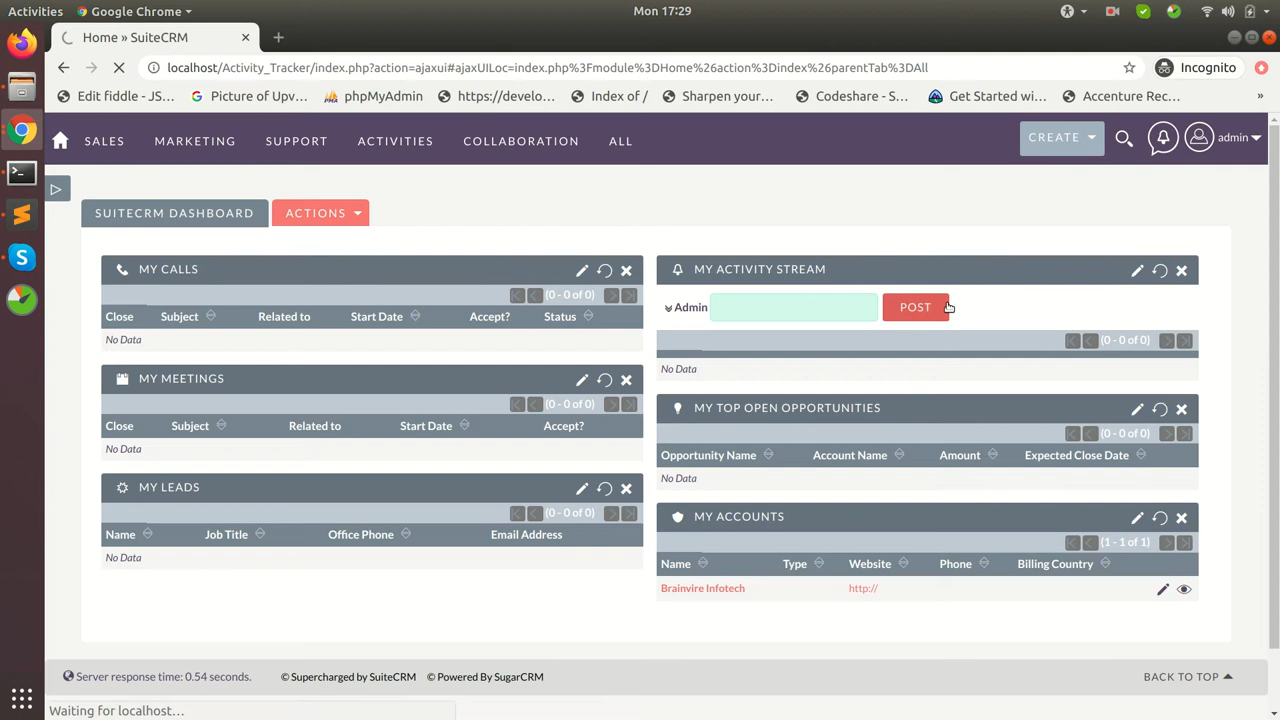 Activities Google Chrome Mon 17:29
Home » SuiteCRM
localhost/Activity_Tracker/index.php?action=ajaxui#ajaxUILoc=index.php%3Fmodule%3DHome%26action%3Dindex%26parentTab%3DAll Incognito
Edit fiddle - JS... Picture of Upv... phpMyAdmin https://develo... Index of / Sharpen your... Codeshare - S... Get Started wi... Accenture Rec... »
SALES MARKETING SUPPORT ACTIVITIES COLLABORATION ALL CREATE admin
SUITECRM DASHBOARD ACTIONS
MY CALLS
(0 - 0 of 0)
Close Subject Related to Start Date Accept? Status
No Data
MY MEETINGS
(0 - 0 of 0)
Close Subject Related to Start Date Accept?
No Data
MY LEADS
(0 - 0 of 0)
Name Job Title Office Phone Email Address
No Data
MY ACTIVITY STREAM
Admin POST
(0 - 0 of 0)
No Data
MY TOP OPEN OPPORTUNITIES
(0 - 0 of 0)
Opportunity Name Account Name Amount Expected Close Date
No Data
MY ACCOUNTS
(1 - 1 of 1)
Name Type Website Phone Billing Country
Brainvire Infotech http://
Server response time: 0.54 seconds. © Supercharged by SuiteCRM © Powered By SugarCRM BACK TO TOP
Waiting for localhost...